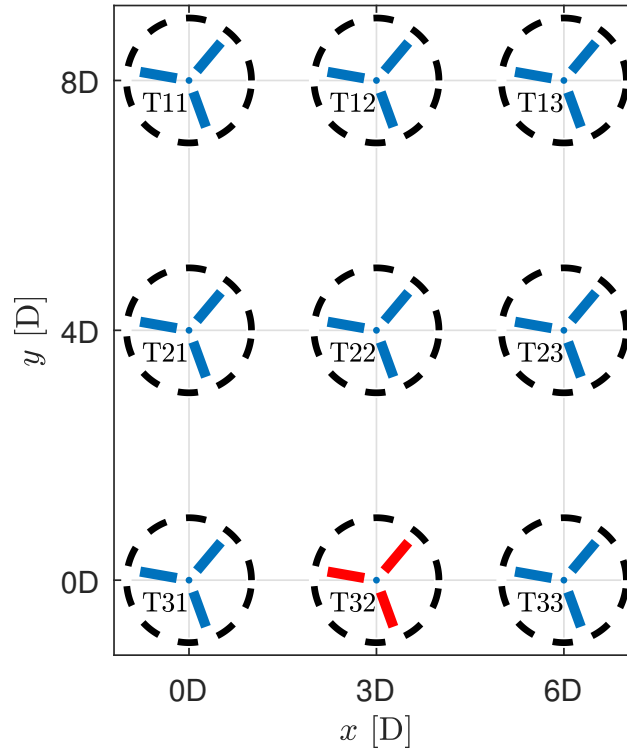 8D
T11 T12 T13
4D
T21 T22 T23
y [D]
0D
T31 T32 T33
0D 3D 6D
x [D]